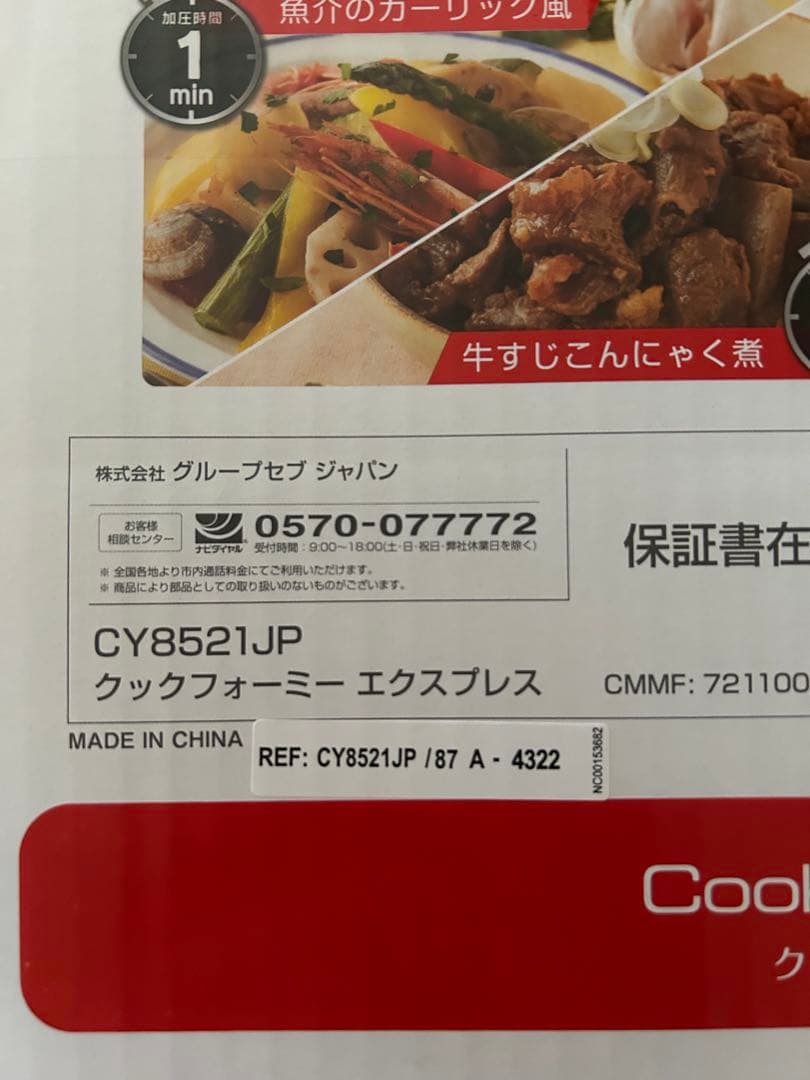 加圧時間
1
min
魚介のガーリック風
牛すじこんにゃく煮
株式会社 グループセブ ジャパン
お客様
相談センター
ナビダイヤル
0570-077772
受付時間：9:00〜18:00(土・日・祝日・弊社休業日を除く)
※ 全国各地より市内通話料金にてご利用いただけます。
※ 商品により部品としての取り扱いのないものがございます。
保証書在
CY8521JP
クックフォーミー エクスプレス
CMMF: 721100
MADE IN CHINA
REF: CY8521JP / 87 A - 4322
NC00153682
Cook
ク